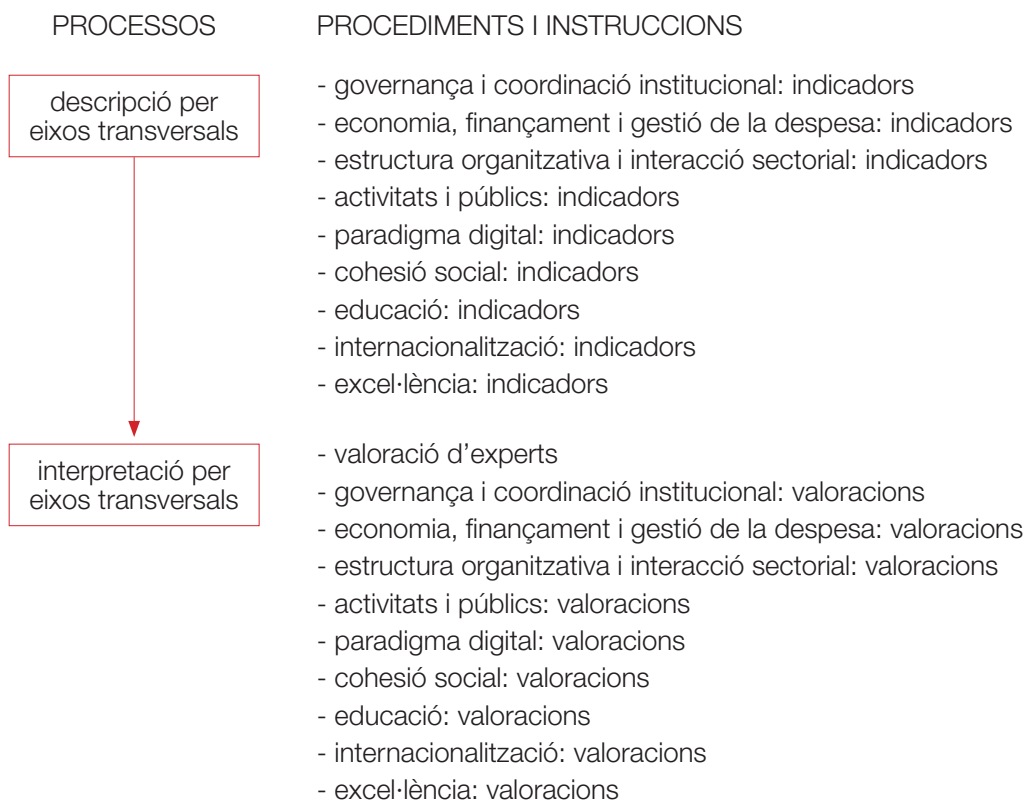 PROCESSOS
PROCEDIMENTS I INSTRUCCIONS
descripció per
eixos transversals
- governança i coordinació institucional: indicadors
- economia, finançament i gestió de la despesa: indicadors
- estructura organitzativa i interacció sectorial: indicadors
- activitats i públics: indicadors
- paradigma digital: indicadors
- cohesió social: indicadors
- educació: indicadors
- internacionalització: indicadors
- excel·lència: indicadors
interpretació per
eixos transversals
- valoració d’experts
- governança i coordinació institucional: valoracions
- economia, finançament i gestió de la despesa: valoracions
- estructura organitzativa i interacció sectorial: valoracions
- activitats i públics: valoracions
- paradigma digital: valoracions
- cohesió social: valoracions
- educació: valoracions
- internacionalització: valoracions
- excel·lència: valoracions